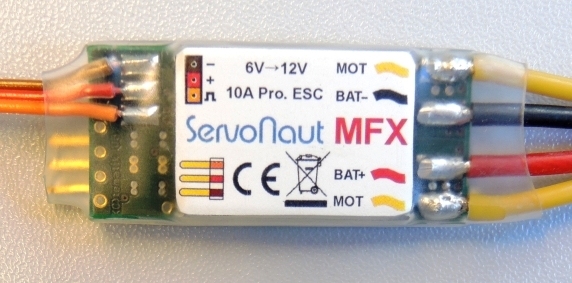 −
+
6V→12V
MOT
10A Pro. ESC
BAT−
ServoNaut MFX
CE
BAT+
MOT